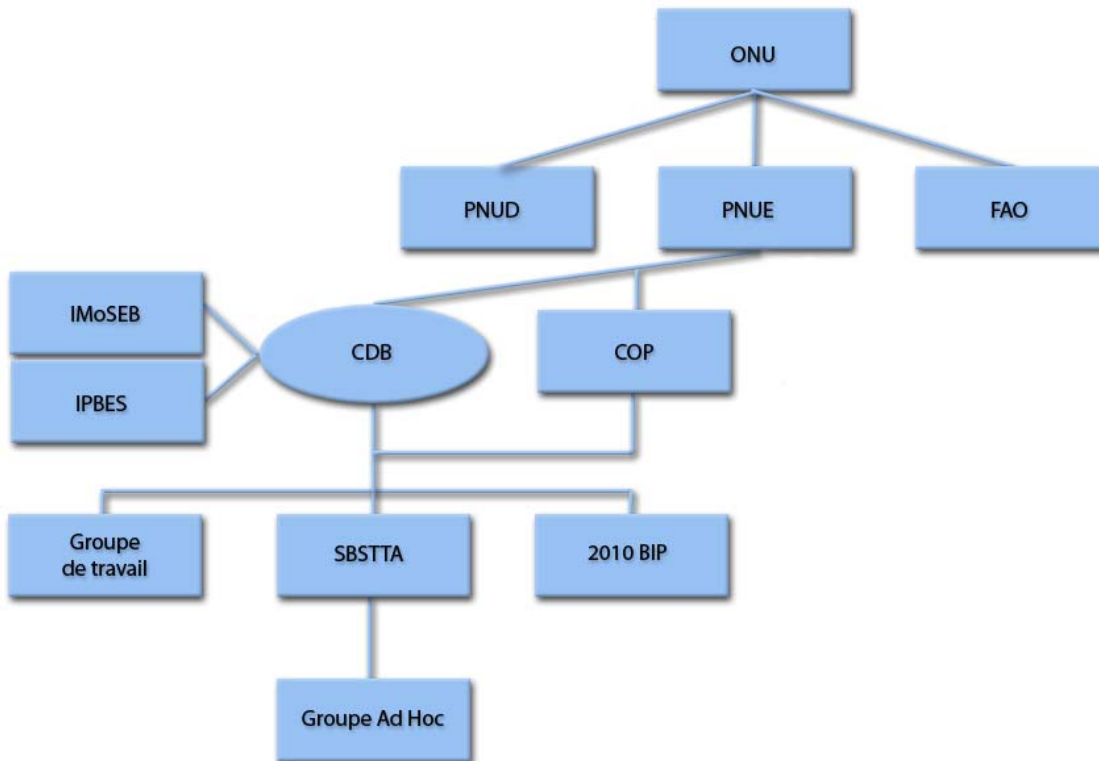 ONU
PNUD
PNUE
FAO
IMoSEB
IPBES
CDB
COP
Groupe
de travail
SBSTTA
2010 BIP
Groupe Ad Hoc